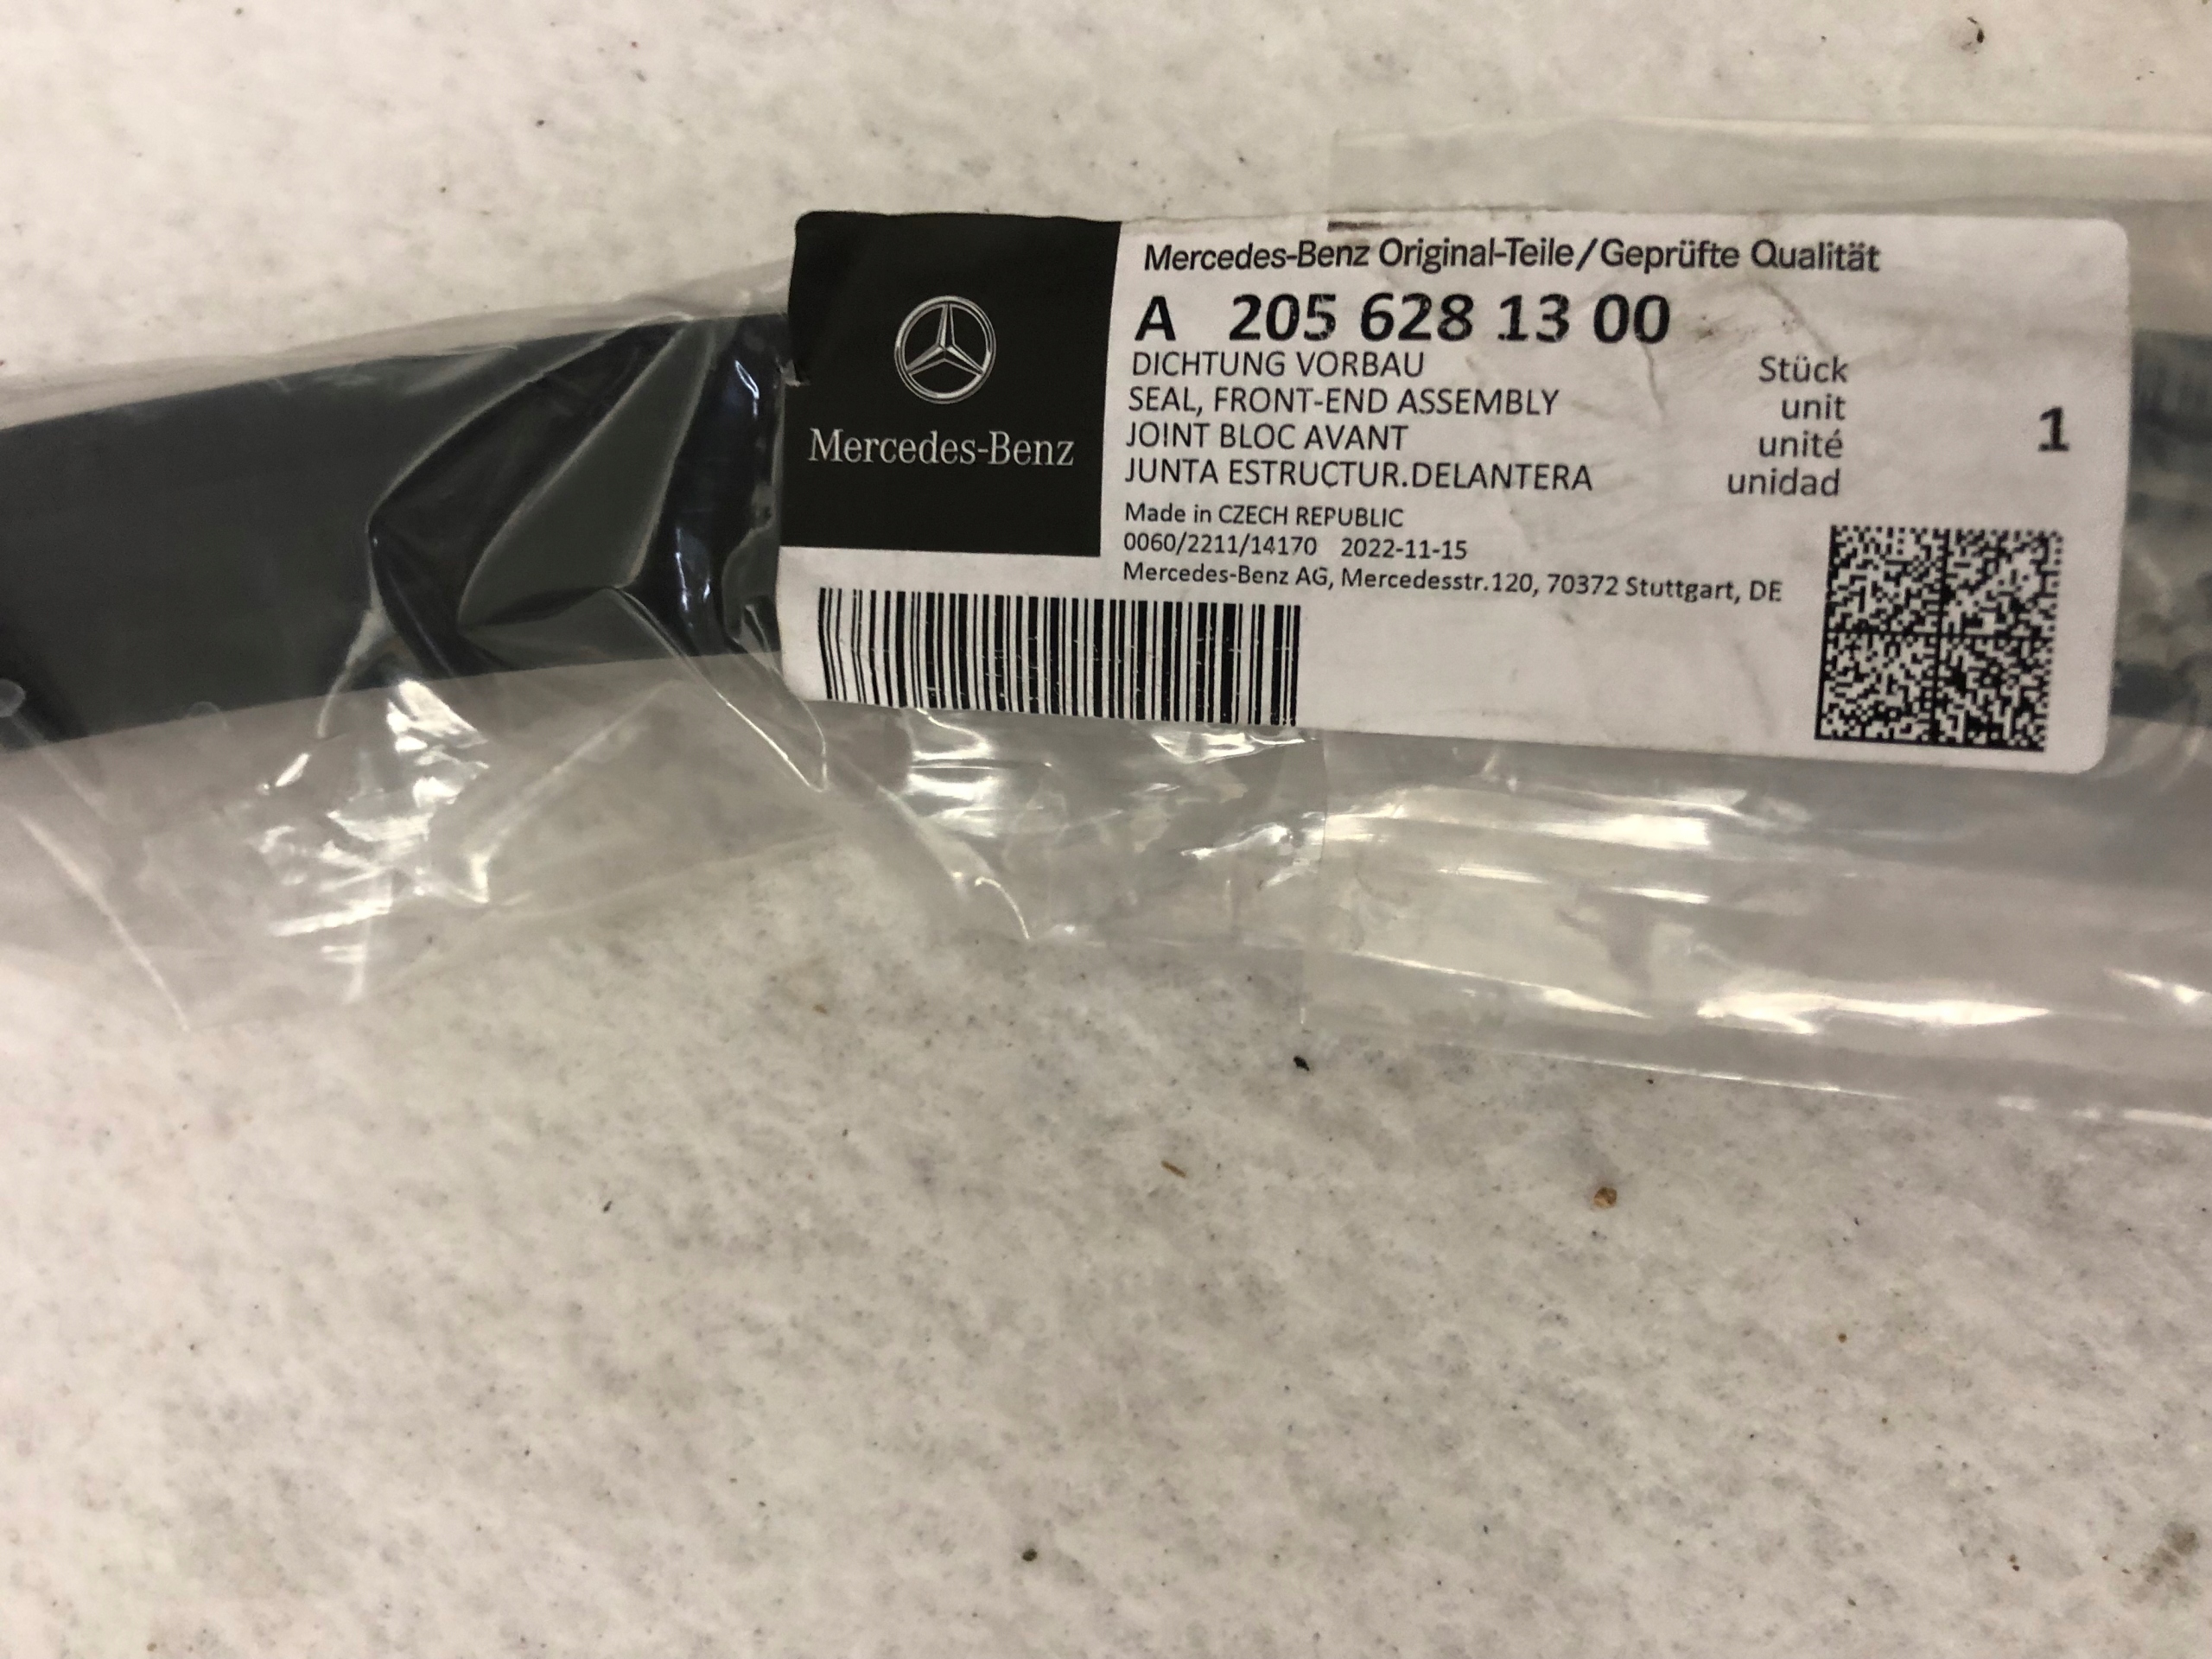 Mercedes-Benz
Mercedes-Benz Original-Teile/Geprüfte Qualität
A 205 628 13 00
DICHTUNG VORBAU Stück
SEAL, FRONT-END ASSEMBLY unit
JOINT BLOC AVANT unité
JUNTA ESTRUCTUR.DELANTERA unidad
1
Made in CZECH REPUBLIC
0060/2211/14170 2022-11-15
Mercedes-Benz AG, Mercedesstr.120, 70372 Stuttgart, DE